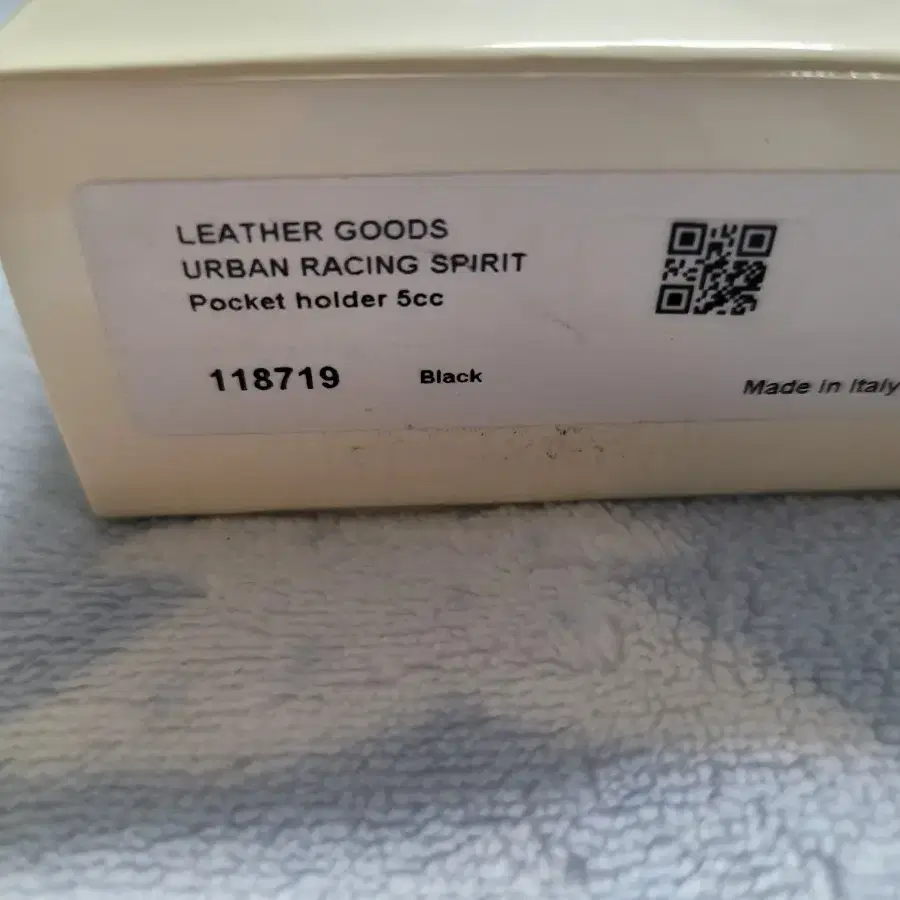 LEATHER GOODS
URBAN RACING SPIRIT
Pocket holder 5cc
118719 Black
Made in Italy